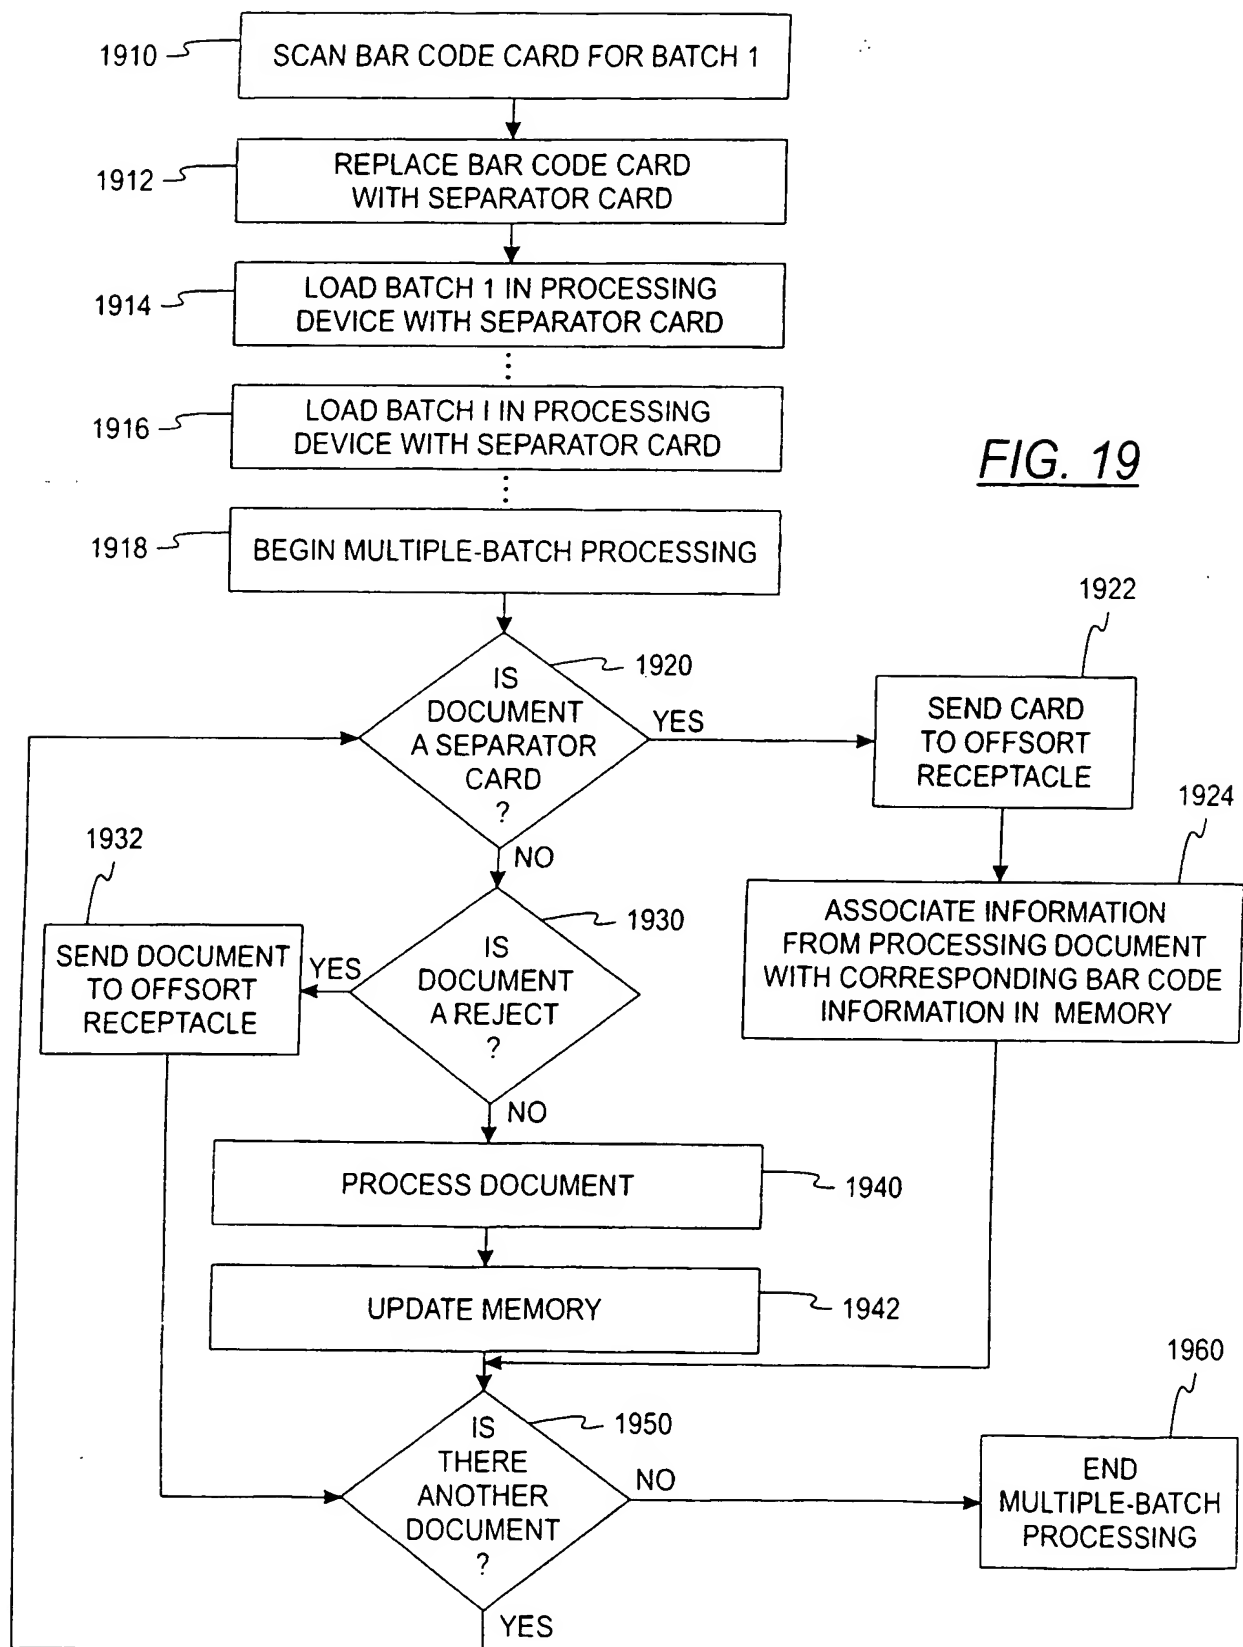 1910
SCAN BAR CODE CARD FOR BATCH 1
1912
REPLACE BAR CODE CARD
WITH SEPARATOR CARD
1914
LOAD BATCH 1 IN PROCESSING
DEVICE WITH SEPARATOR CARD
1916
LOAD BATCH I IN PROCESSING
DEVICE WITH SEPARATOR CARD
FIG. 19
1918
BEGIN MULTIPLE-BATCH PROCESSING
1920
IS
DOCUMENT
A SEPARATOR
CARD
?
YES
NO
1922
SEND CARD
TO OFFSORT
RECEPTACLE
1924
ASSOCIATE INFORMATION
FROM PROCESSING DOCUMENT
WITH CORRESPONDING BAR CODE
INFORMATION IN MEMORY
1930
IS
DOCUMENT
A REJECT
?
YES
NO
1932
SEND DOCUMENT
TO OFFSORT
RECEPTACLE
PROCESS DOCUMENT
1940
UPDATE MEMORY
1942
1950
IS
THERE
ANOTHER
DOCUMENT
?
NO
YES
1960
END
MULTIPLE-BATCH
PROCESSING